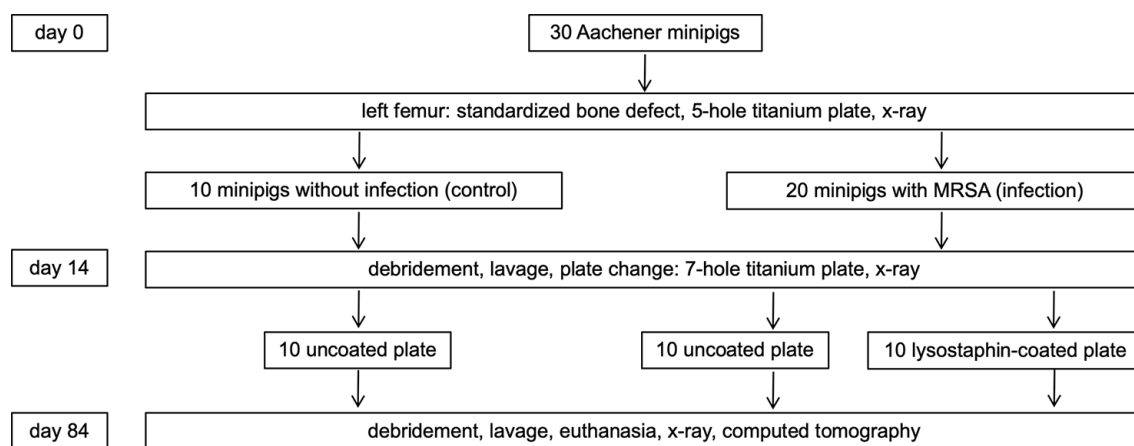 day 0
30 Aachener minipigs
left femur: standardized bone defect, 5-hole titanium plate, x-ray
10 minipigs without infection (control)
20 minipigs with MRSA (infection)
day 14
debridement, lavage, plate change: 7-hole titanium plate, x-ray
10 uncoated plate
10 uncoated plate
10 lysostaphin-coated plate
day 84
debridement, lavage, euthanasia, x-ray, computed tomography